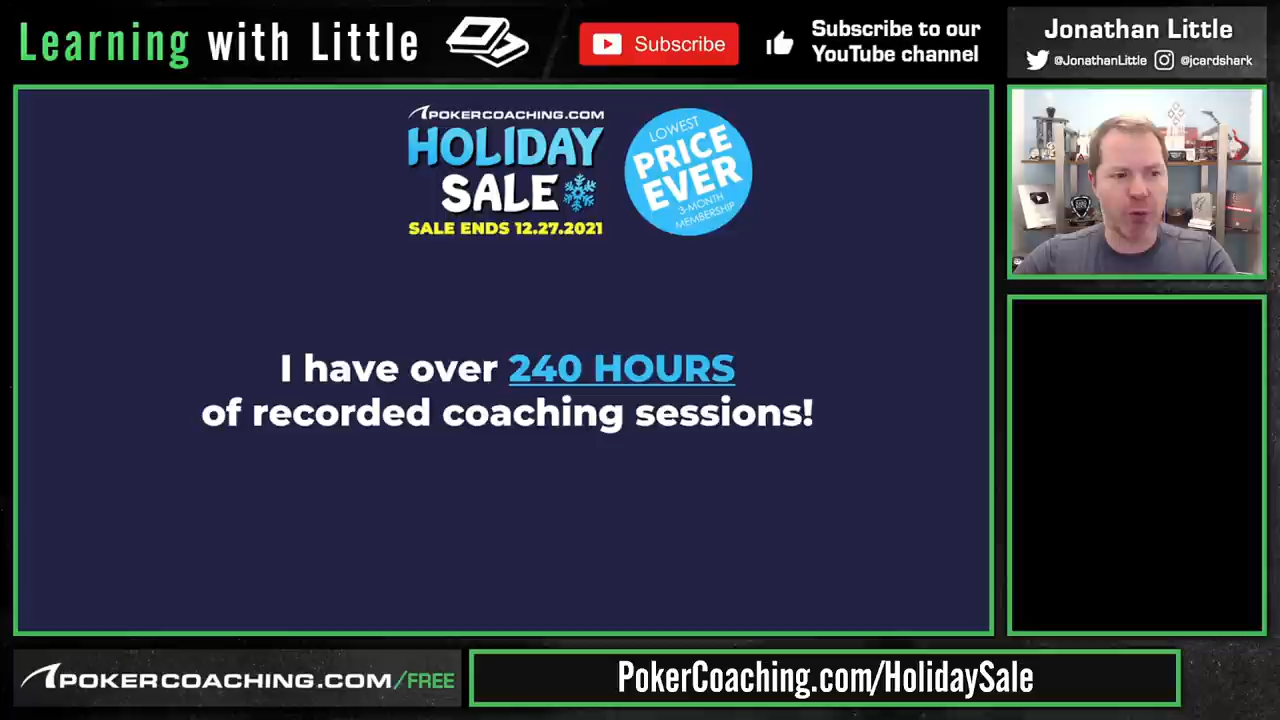 Learning with Little
Subscribe
Subscribe to our
YouTube channel
Jonathan Little
@JonathanLittle
@jcardshark
POKERCOACHING.COM
HOLIDAY
SALE
SALE ENDS 12.27.2021
LOWEST
PRICE
EVER
3-MONTH
MEMBERSHIP
I have over 240 HOURS
of recorded coaching sessions!
POKERCOACHING.COM/FREE
PokerCoaching.com/HolidaySale